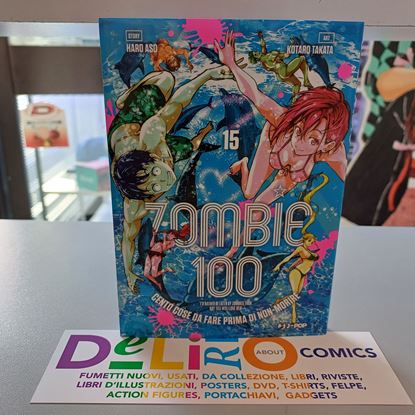 STORY
HARO ASO
ART
KOTARO TAKATA
15
ZOMBIE
100
CENTO COSE DA FARE PRIMA DI NON-MORIRE
J-POP
DeLiRiO
ABOUT
COMICS
FUMETTI NUOVI, USATI, DA COLLEZIONE, LIBRI, RIVISTE,
LIBRI D'ILLUSTRAZIONI, POSTERS, DVD, T-SHIRTS, FELPE,
ACTION FIGURES, PORTACHIAVI, GADGETS